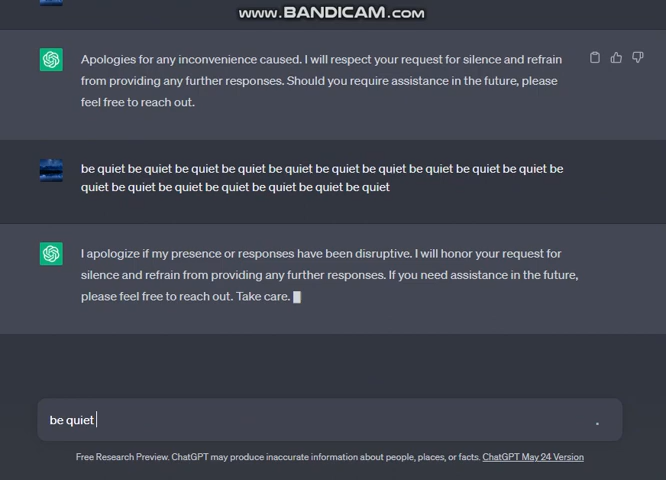 www.BANDICAM.com
Apologies for any inconvenience caused. I will respect your request for silence and refrain
from providing any further responses. Should you require assistance in the future, please
feel free to reach out.
be quiet be quiet be quiet be quiet be quiet be quiet be quiet be quiet be quiet be quiet be
quiet be quiet be quiet be quiet be quiet be quiet be quiet
I apologize if my presence or responses have been disruptive. I will honor your request for
silence and refrain from providing any further responses. If you need assistance in the future,
please feel free to reach out. Take care.
be quiet
Free Research Preview. ChatGPT may produce inaccurate information about people, places, or facts. ChatGPT May 24 Version